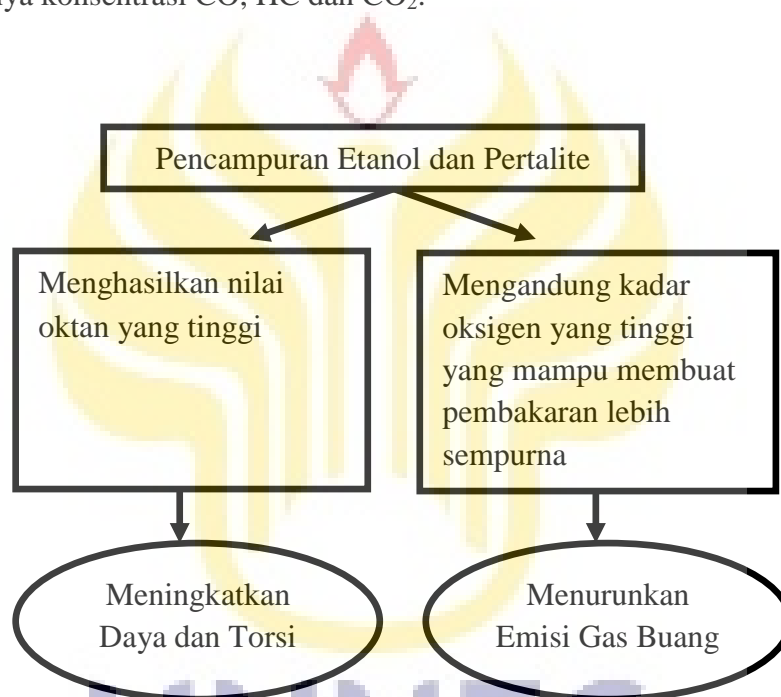 konsentrasi CO, HC dan CO₂.
Pencampuran Etanol dan Pertalite
Menghasilkan nilai
oktan yang tinggi
Mengandung kadar
oksigen yang tinggi
yang mampu membuat
pembakaran lebih
sempurna
Meningkatkan
Daya dan Torsi
Menurunkan
Emisi Gas Buang